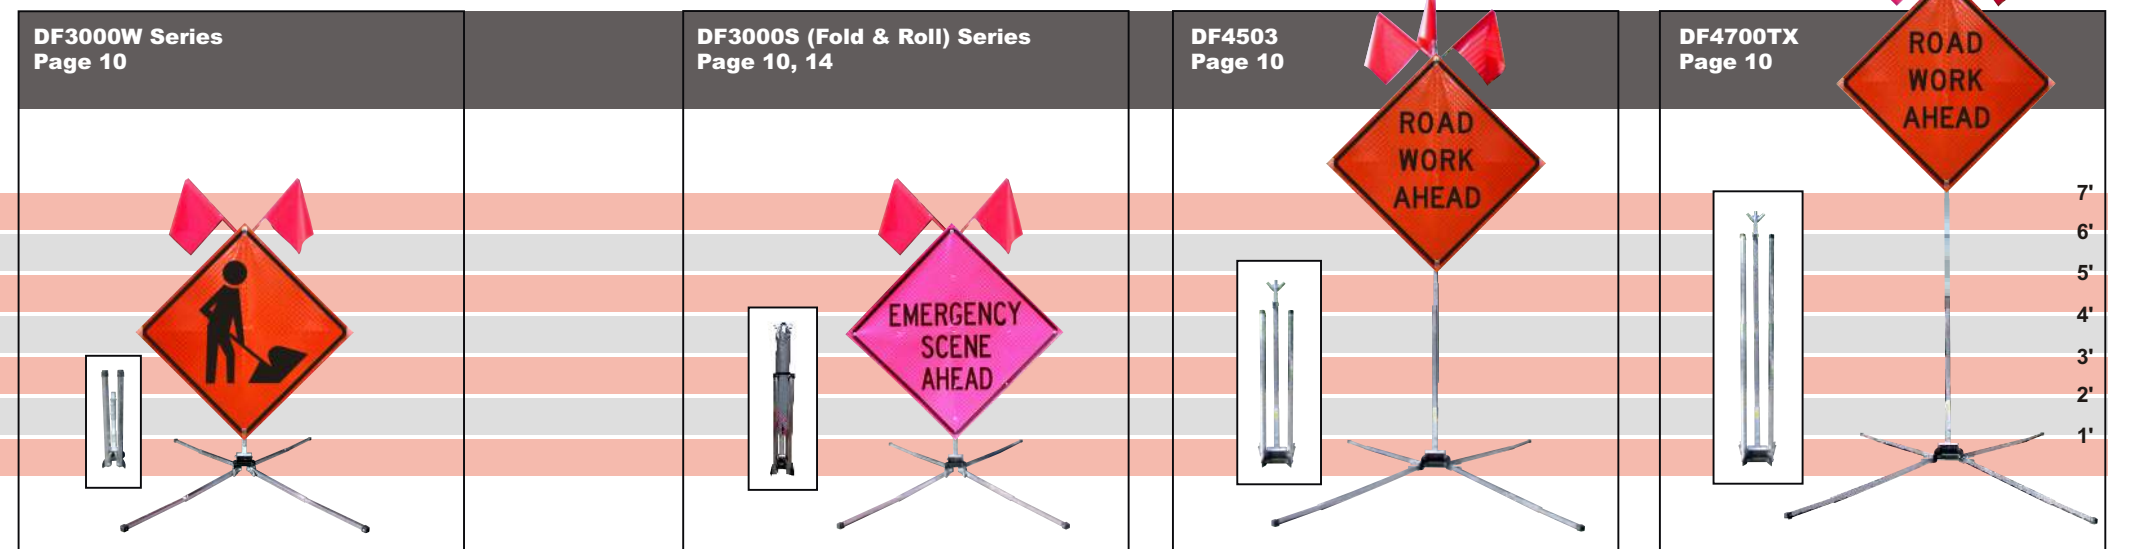 DF3000W Series
Page 10
DF3000S (Fold & Roll) Series
Page 10, 14
EMERGENCY
SCENE
AHEAD
DF4503
Page 10
ROAD
WORK
AHEAD
DF4700TX
Page 10
ROAD
WORK
AHEAD
7'
6'
5'
4'
3'
2'
1'